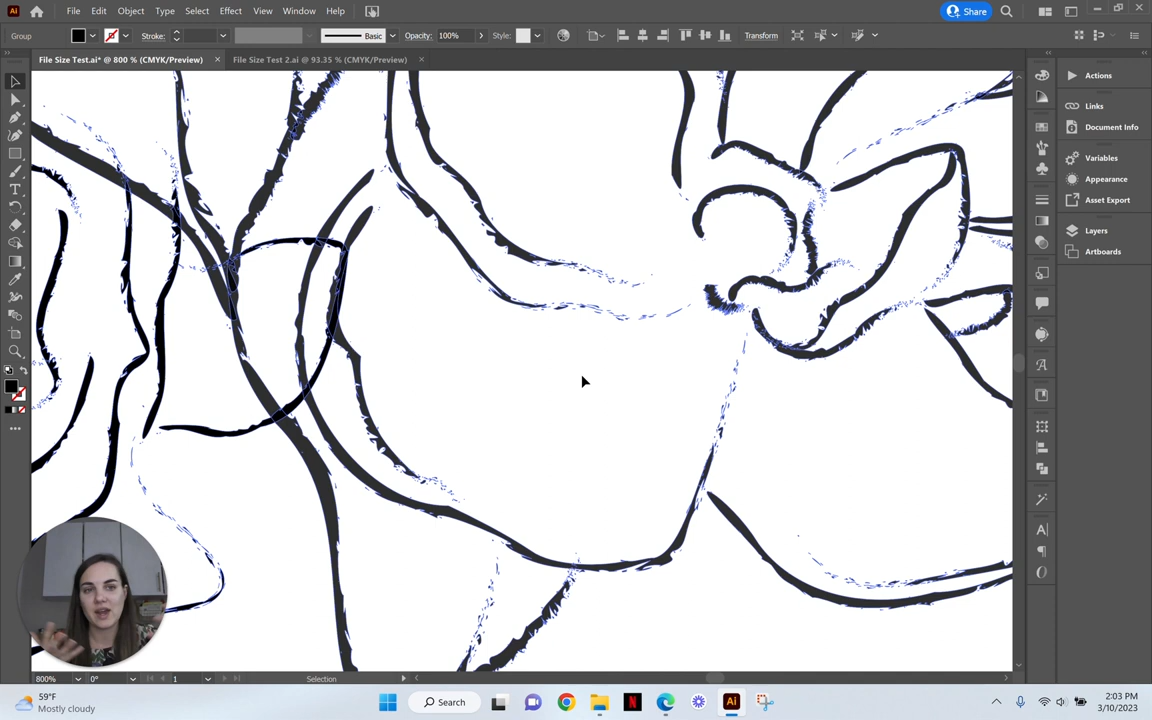 Ai File Edit Object Type Select Effect View Window Help Share
Group Stroke: Basic Opacity: 100% Style: Transform
File Size Test.ai* @ 800 % (CMYK/Preview) × File Size Test 2.ai @ 93.35 % (CMYK/Preview) ×
Actions
Links
Document Info
Variables
Appearance
Asset Export
Layers
Artboards
800% 0° 1 Selection
59°F
Mostly cloudy
Search
2:03 PM
3/10/2023